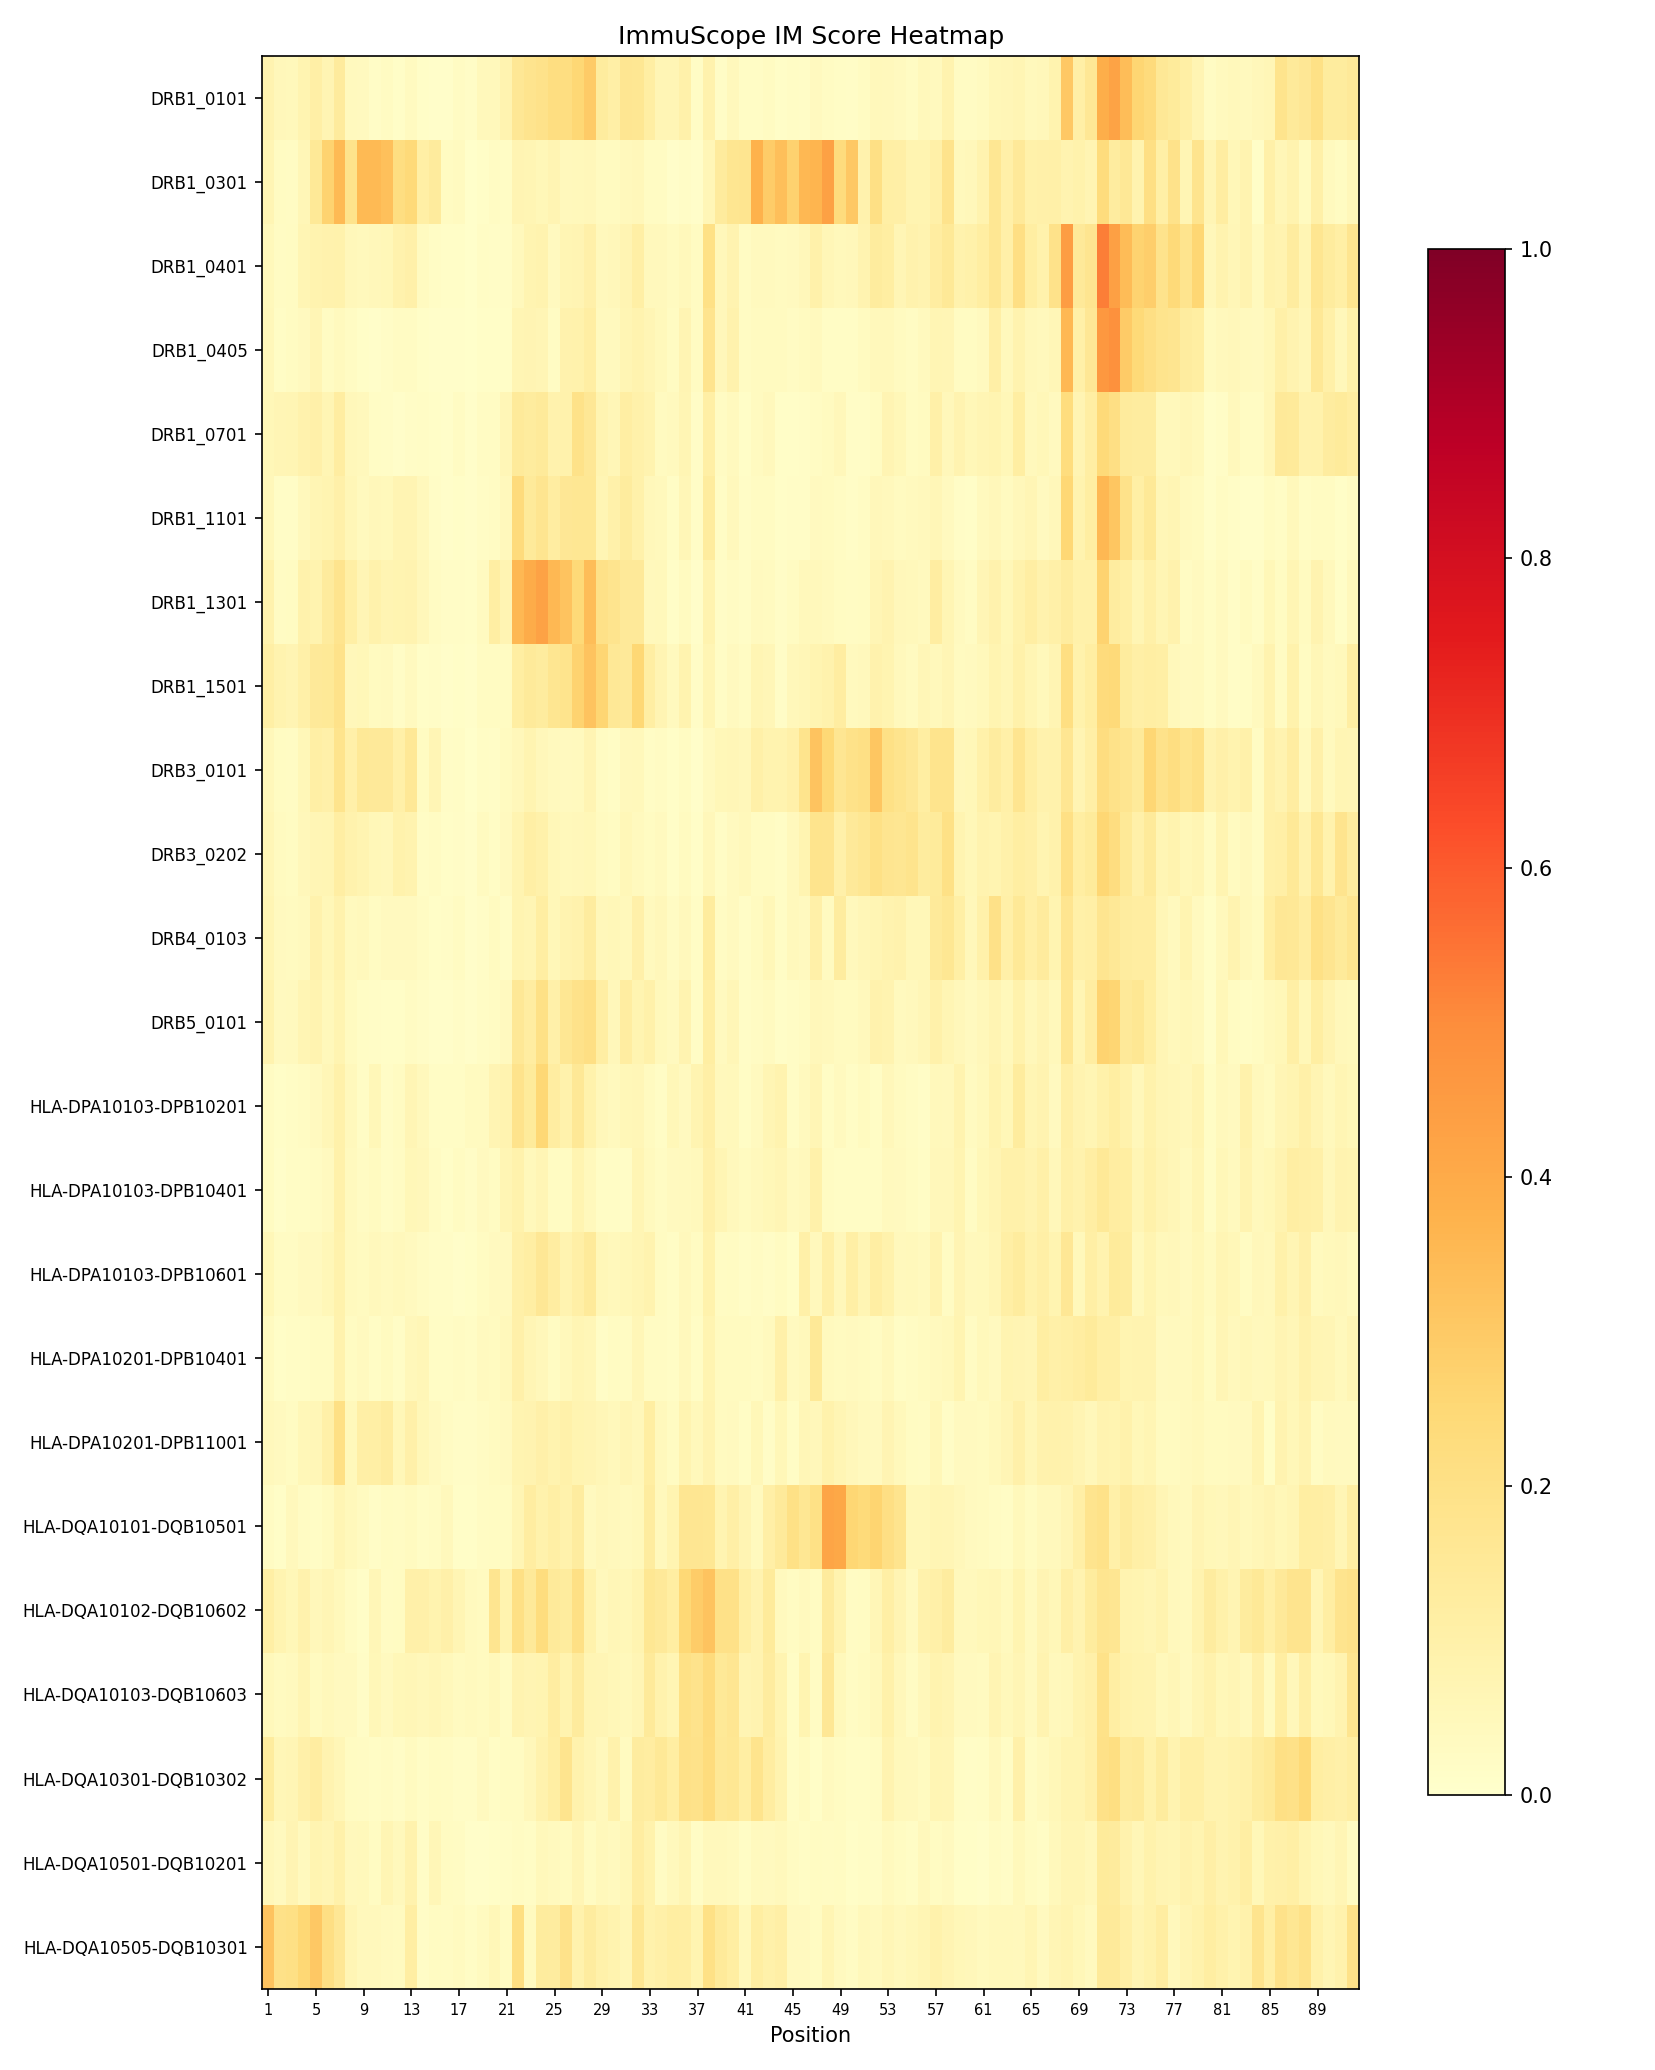 ImmuScope IM Score Heatmap
DRB1_0101
DRB1_0301
DRB1_0401
DRB1_0405
DRB1_0701
DRB1_1101
DRB1_1301
DRB1_1501
DRB3_0101
DRB3_0202
DRB4_0103
DRB5_0101
HLA-DPA10103-DPB10201
HLA-DPA10103-DPB10401
HLA-DPA10103-DPB10601
HLA-DPA10201-DPB10401
HLA-DPA10201-DPB11001
HLA-DQA10101-DQB10501
HLA-DQA10102-DQB10602
HLA-DQA10103-DQB10603
HLA-DQA10301-DQB10302
HLA-DQA10501-DQB10201
HLA-DQA10505-DQB10301
1 5 9 13 17 21 25 29 33 37 41 45 49 53 57 61 65 69 73 77 81 85 89
Position
1.0
0.8
0.6
0.4
0.2
0.0